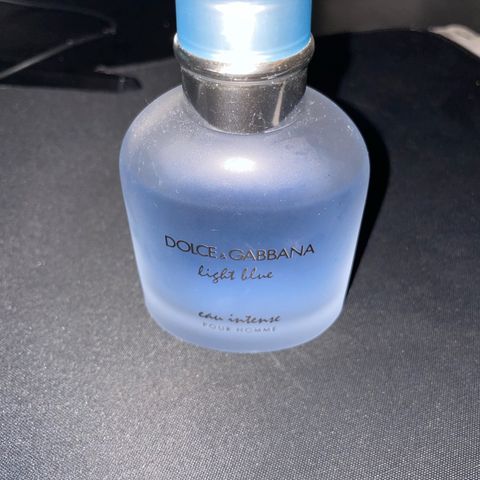 DOLCE & GABBANA
light blue
eau intense
POUR HOMME